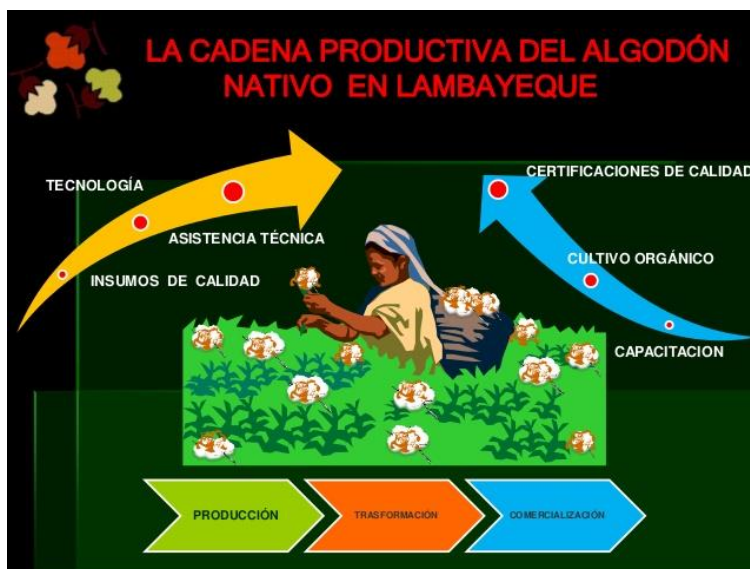 LA CADENA PRODUCTIVA DEL ALGODÓN
NATIVO EN LAMBAYEQUE
TECNOLOGÍA
ASISTENCIA TÉCNICA
INSUMOS DE CALIDAD
CERTIFICACIONES DE CALIDAD
CULTIVO ORGÁNICO
CAPACITACION
PRODUCCIÓN
TRASFORMACIÓN
COMERCIALIZACIÓN